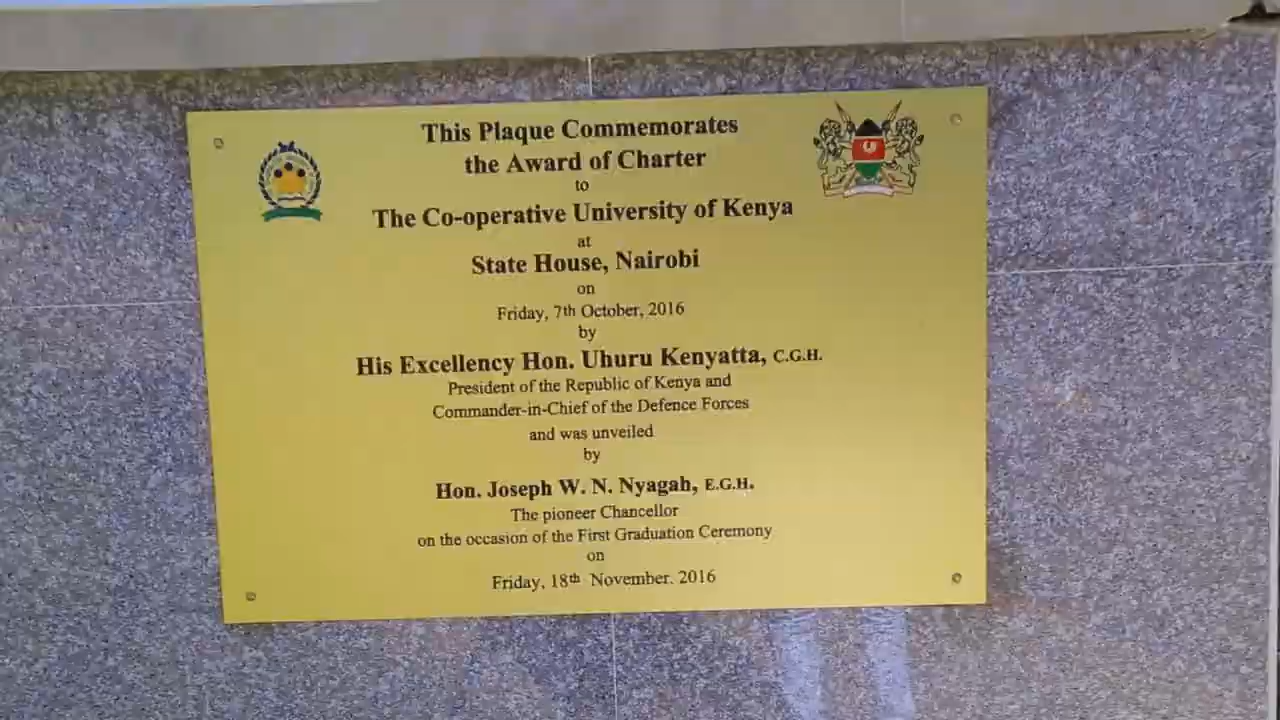 This Plaque Commemorates
the Award of Charter
to
The Co-operative University of Kenya
at
State House, Nairobi
on
Friday, 7th October, 2016
by
His Excellency Hon. Uhuru Kenyatta, C.G.H.
President of the Republic of Kenya and
Commander-in-Chief of the Defence Forces
and was unveiled
by
Hon. Joseph W. N. Nyagah, E.G.H.
The pioneer Chancellor
on the occasion of the First Graduation Ceremony
on
Friday, 18th November. 2016